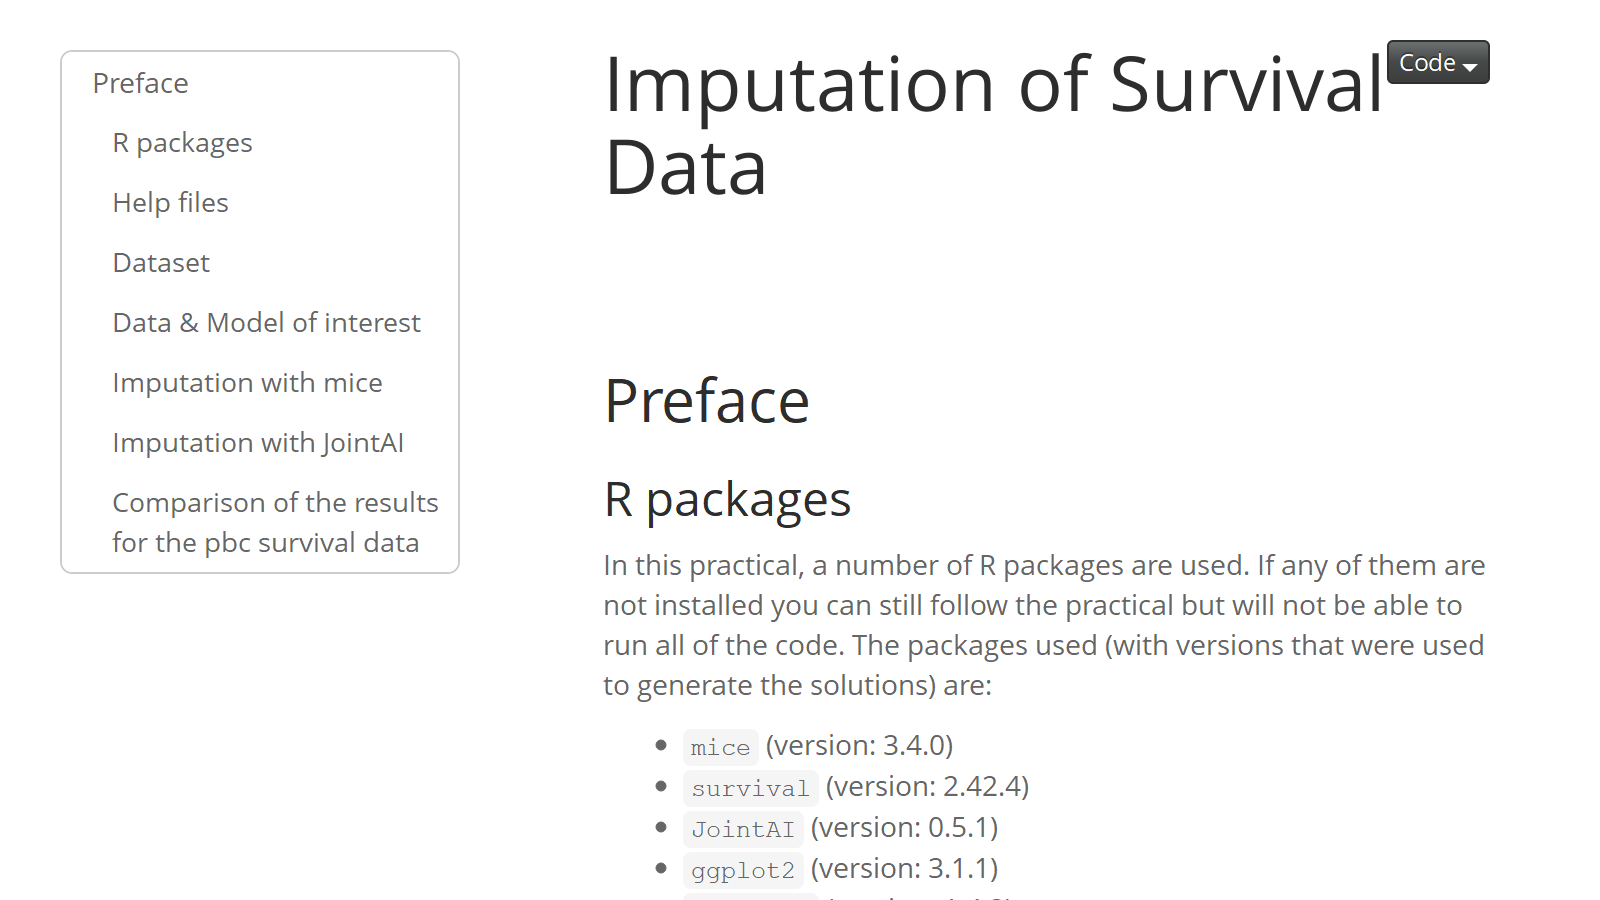 Preface
R packages
Help files
Dataset
Data & Model of interest
Imputation with mice
Imputation with JointAI
Comparison of the results
for the pbc survival data
Imputation of Survival
Data
Code
Preface
R packages
In this practical, a number of R packages are used. If any of them are
not installed you can still follow the practical but will not be able to
run all of the code. The packages used (with versions that were used
to generate the solutions) are:
mice (version: 3.4.0)
survival (version: 2.42.4)
JointAI (version: 0.5.1)
ggplot2 (version: 3.1.1)